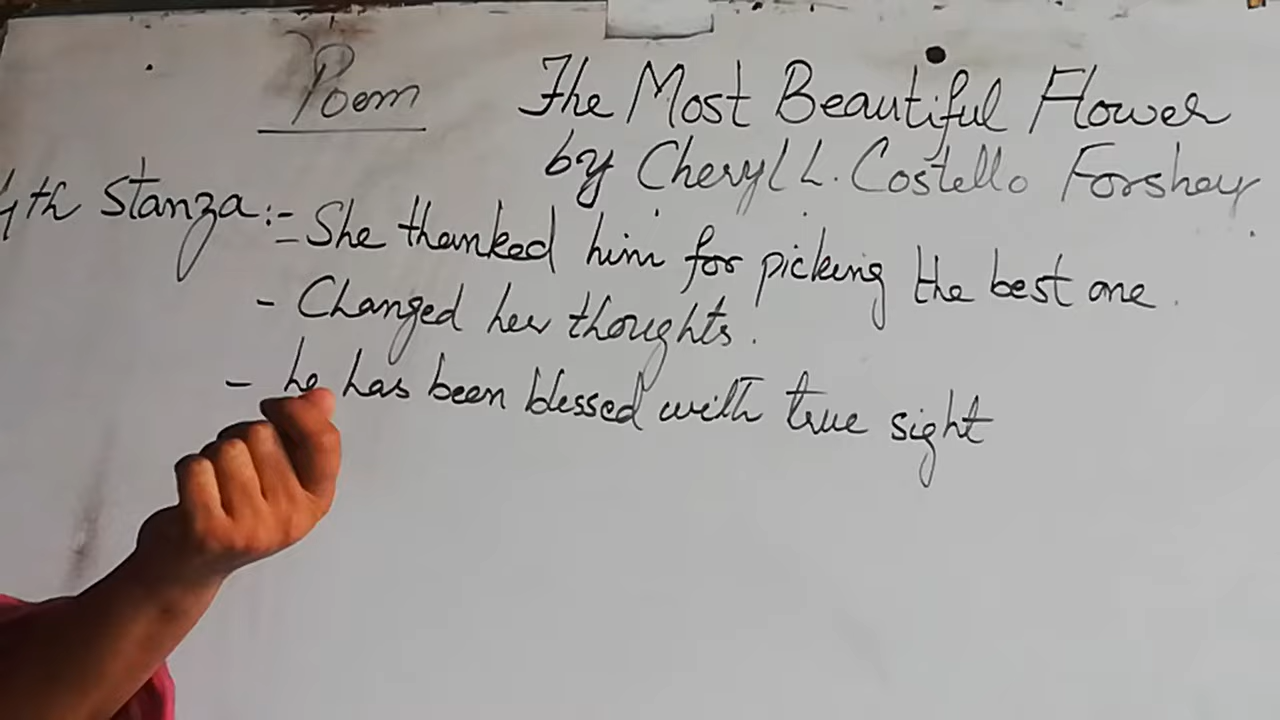 Poem
The Most Beautiful Flower
by Cheryl L. Costello Forshey
4th Stanza:- She thanked him for picking the best one.
- Changed her thoughts.
- he has been blessed with true sight